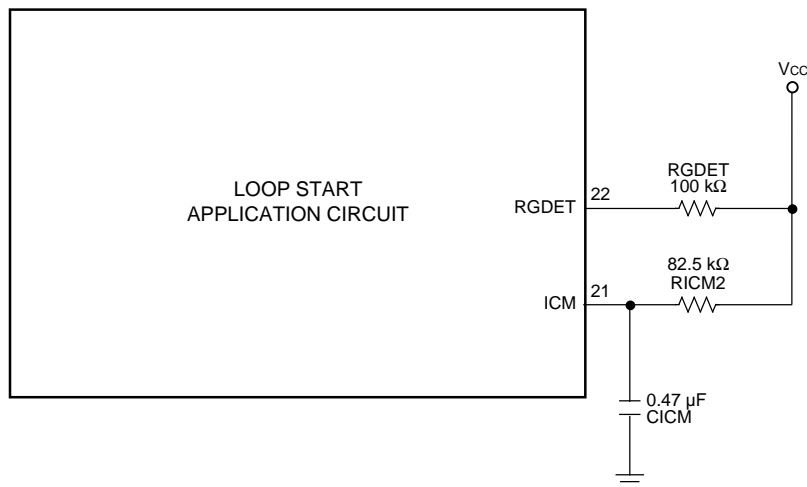 VCC
RGDET
100 kΩ
LOOP START
APPLICATION CIRCUIT
RGDET
22
82.5 kΩ
RICM2
ICM
21
0.47 µF
CICM